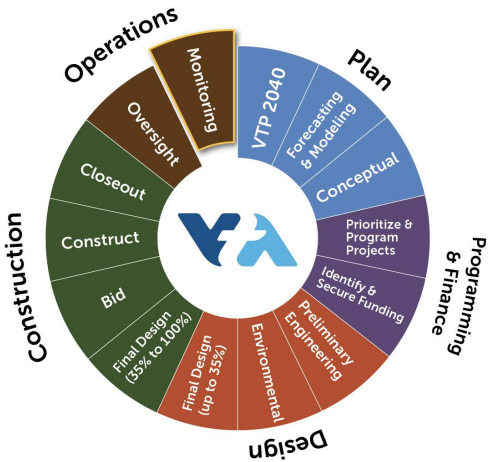 Plan
VTP 2040
Forecasting
& Modeling
Conceptual
Programming
& Finance
Prioritize &
Program
Projects
Identify &
Secure Funding
Design
Preliminary
Engineering
Environmental
Final Design
(up to 35%)
Construction
Final Design
(35% to 100%)
Bid
Construct
Closeout
Operations
Oversight
Monitoring
VTA